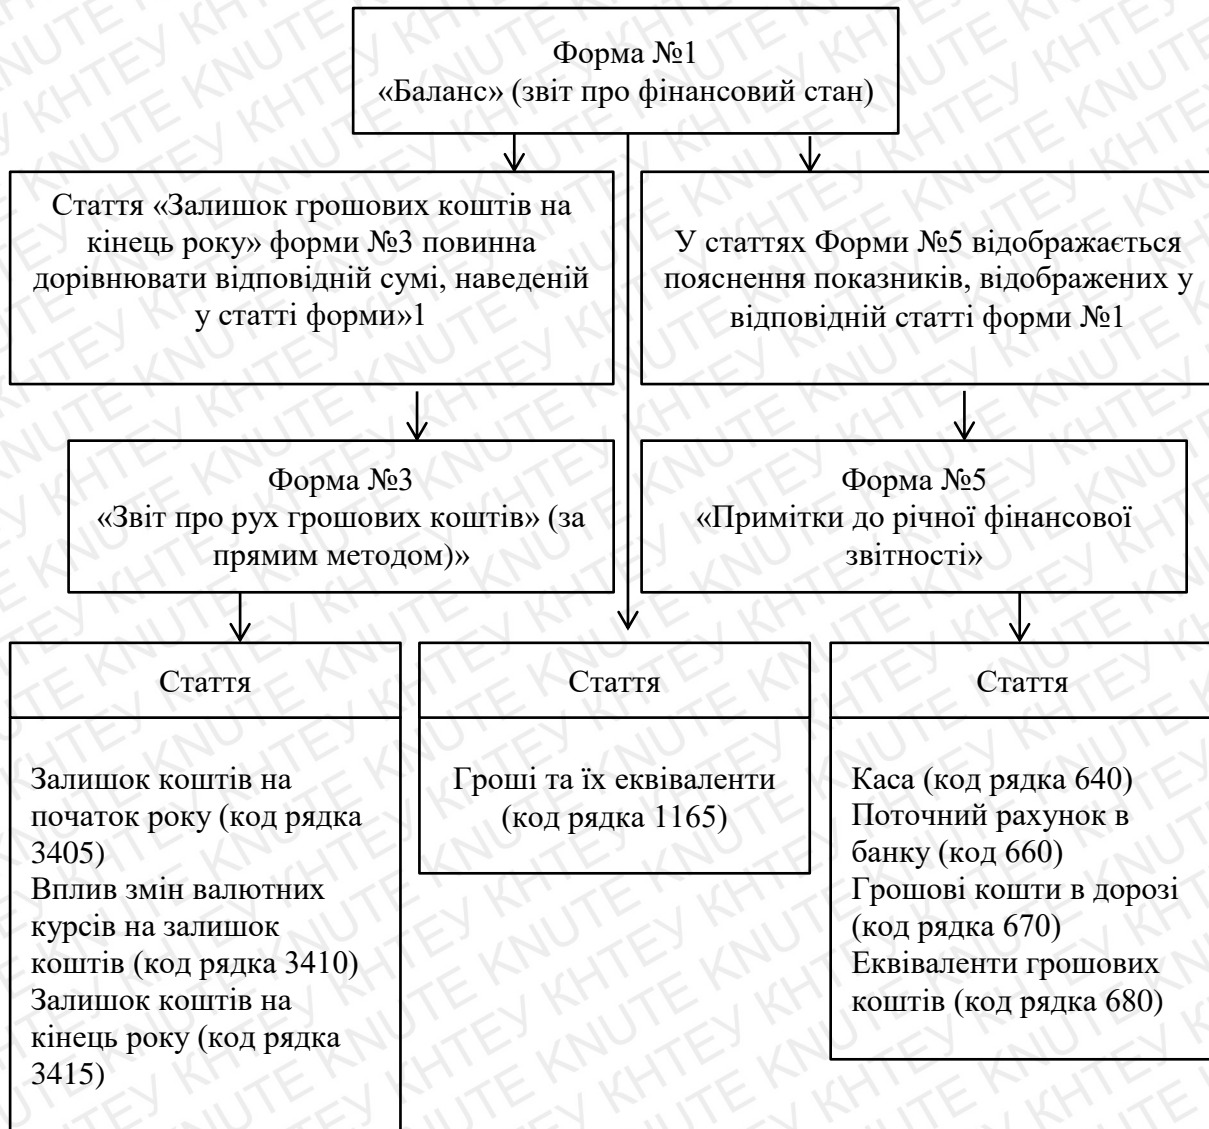 Форма №1
«Баланс» (звіт про фінансовий стан)
Стаття «Залишок грошових коштів на
кінець року» форми №3 повинна
дорівнювати відповідній сумі, наведеній
у статті форми»1
У статтях Форми №5 відображається
пояснення показників, відображених у
відповідній статті форми №1
Форма №3
«Звіт про рух грошових коштів» (за
прямим методом)»
Форма №5
«Примітки до річної фінансової
звітності»
Стаття
Залишок коштів на
початок року (код рядка
3405)
Вплив змін валютних
курсів на залишок
коштів (код рядка 3410)
Залишок коштів на
кінець року (код рядка
3415)
Стаття
Гроші та їх еквіваленти
(код рядка 1165)
Стаття
Каса (код рядка 640)
Поточний рахунок в
банку (код 660)
Грошові кошти в дорозі
(код рядка 670)
Еквіваленти грошових
коштів (код рядка 680)
КНТЕУ KNUTE